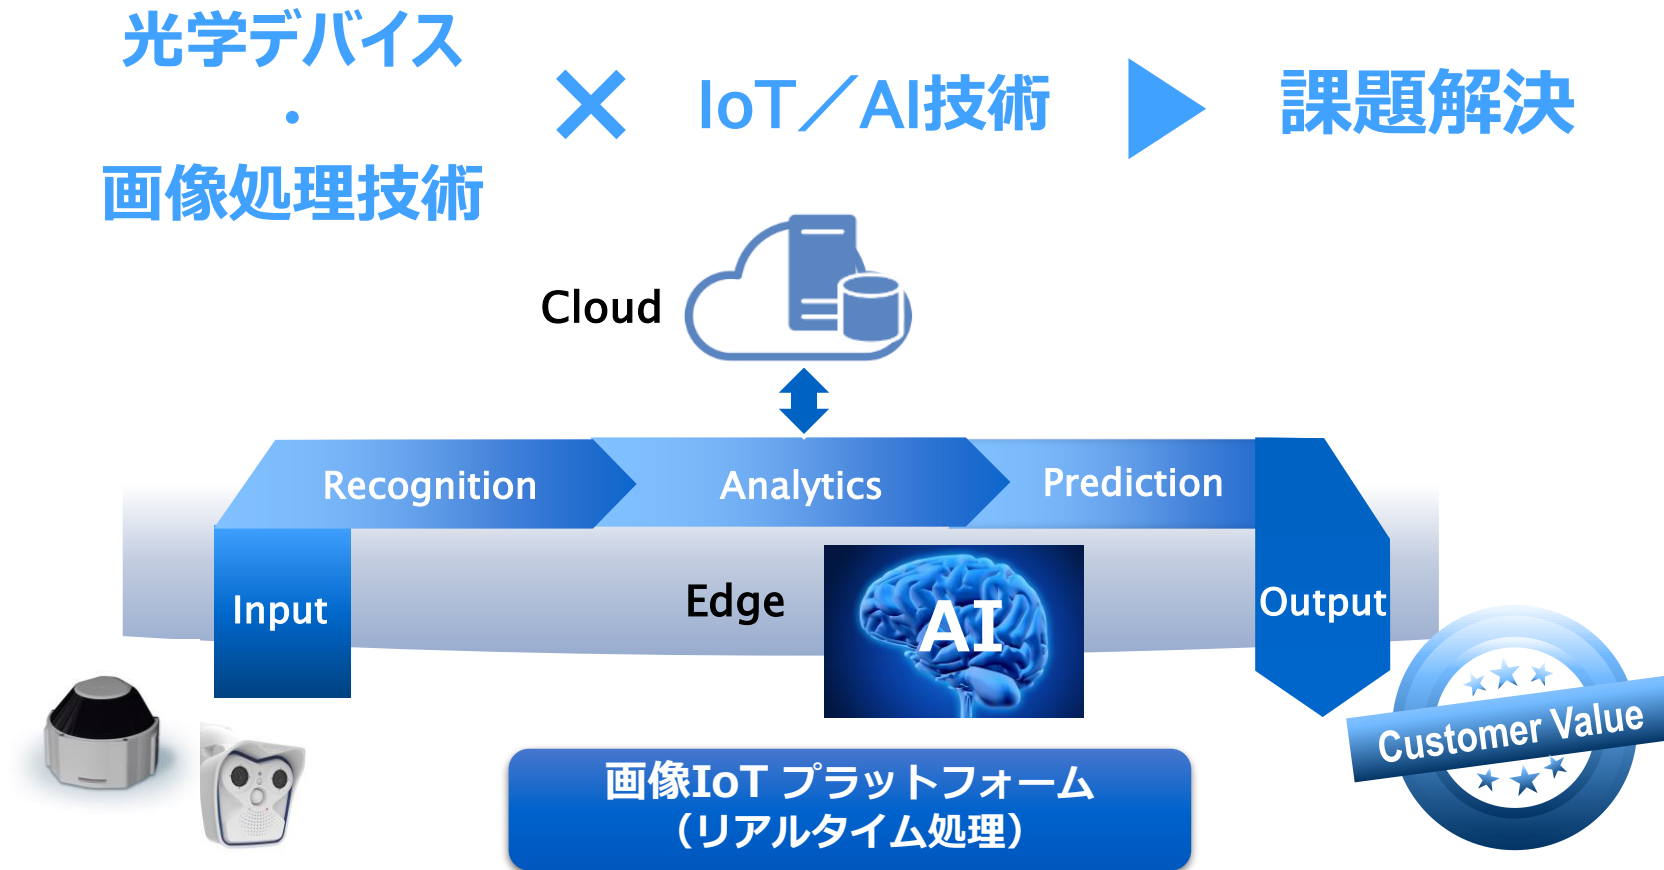 光学デバイス
・
画像処理技術
×
IoT／AI技術
課題解決
Cloud
Recognition
Analytics
Prediction
Input
Edge
AI
Output
Customer Value
画像IoT プラットフォーム
（リアルタイム処理）